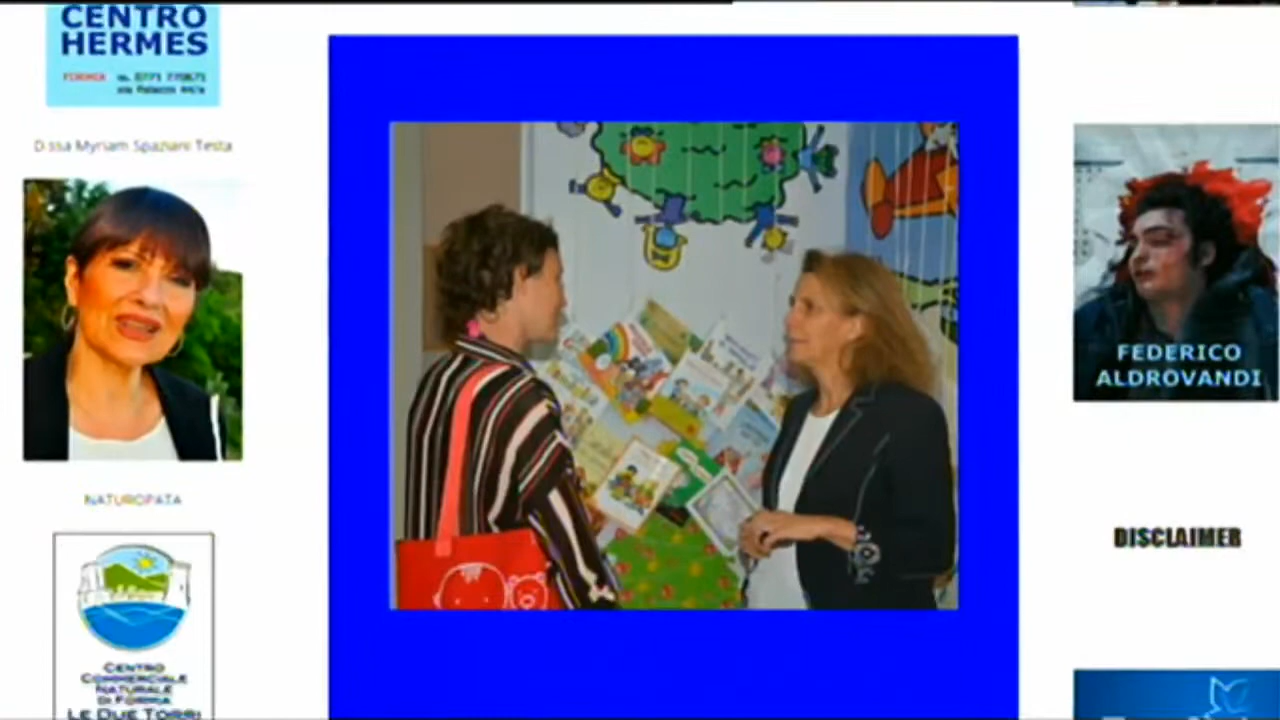 CENTRO
HERMES
FORMIA
D.ssa Myriam Spaziani Testa
NATUROPATA
CENTRO
COMMERCIALE
NATURALE
DI FORMIA
LE DUE TORRI
FEDERICO
ALDROVANDI
DISCLAIMER